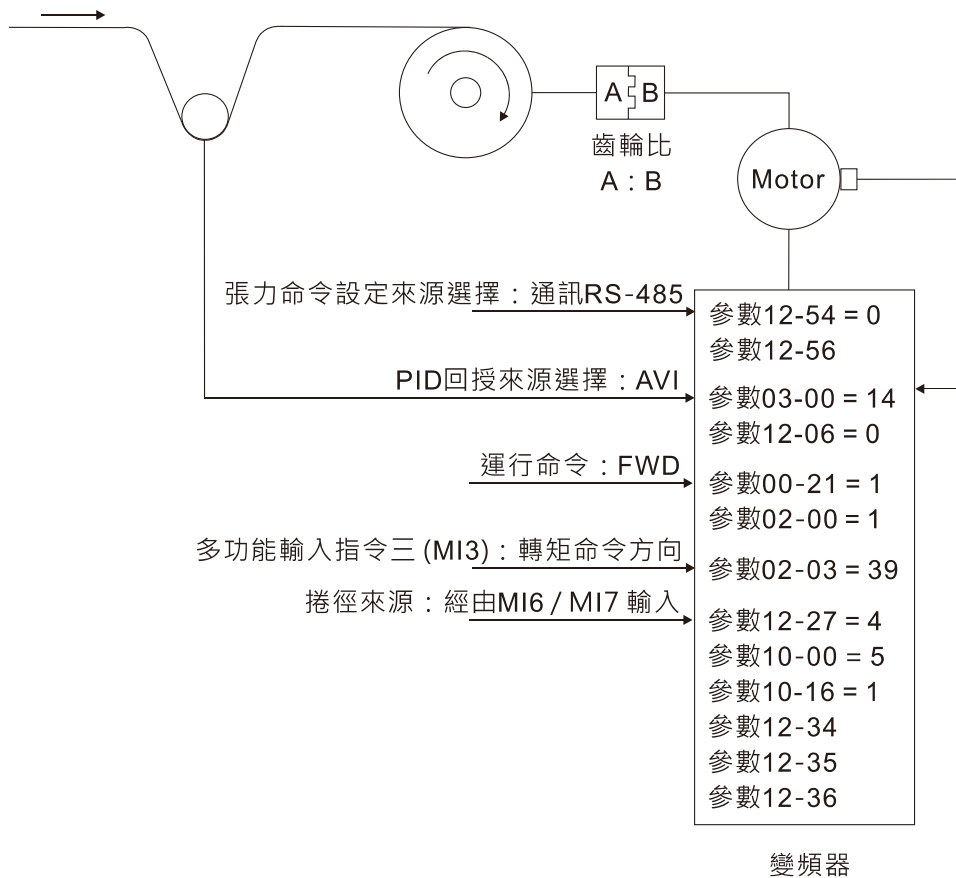 A B
齒輪比
A：B
Motor
張力命令設定來源選擇：通訊RS-485
參數12-54 = 0
參數12-56
PID回授來源選擇：AVI
參數03-00 = 14
參數12-06 = 0
運行命令：FWD
參數00-21 = 1
參數02-00 = 1
多功能輸入指令三 (MI3)：轉矩命令方向
參數02-03 = 39
捲徑來源：經由MI6 / MI7 輸入
參數12-27 = 4
參數10-00 = 5
參數10-16 = 1
參數12-34
參數12-35
參數12-36
變頻器